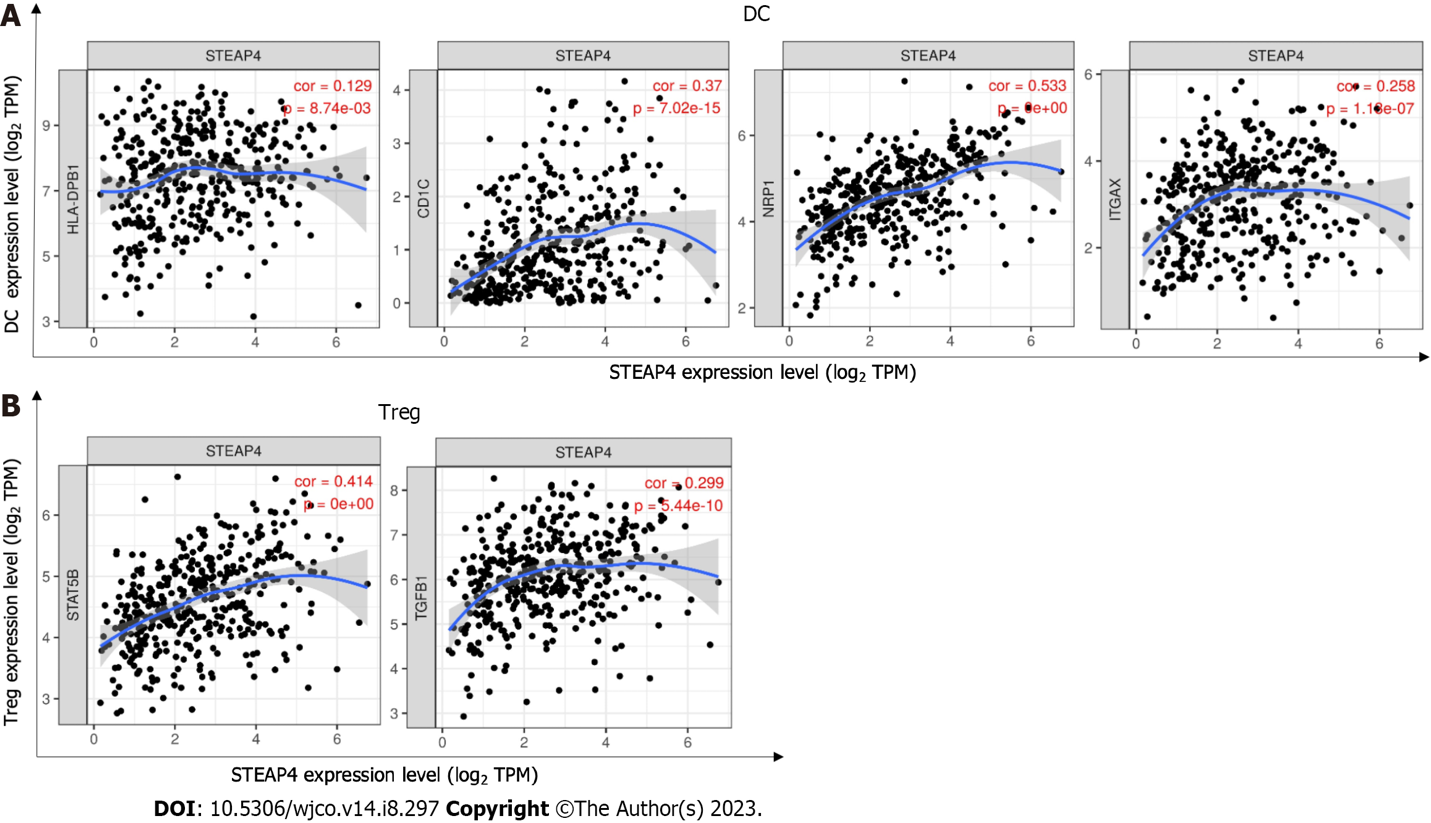 A
DC
DC expression level (log₂ TPM)
STEAP4
HLA-DPB1
cor = 0.129
p = 8.74e-03
9
7
5
3
0 2 4 6
STEAP4
CD1C
cor = 0.37
p = 7.02e-15
4
3
2
1
0
0 2 4 6
STEAP4
NRP1
cor = 0.533
p = 0e+00
6
4
2
0 2 4 6
STEAP4
ITGAX
cor = 0.258
p = 1.13e-07
6
4
2
0 2 4 6
STEAP4 expression level (log₂ TPM)
B
Treg
Treg expression level (log₂ TPM)
STEAP4
STAT5B
cor = 0.414
p = 0e+00
6
5
4
3
0 2 4 6
STEAP4
TGFB1
cor = 0.299
p = 5.44e-10
8
7
6
5
4
3
0 2 4 6
STEAP4 expression level (log₂ TPM)
DOI: 10.5306/wjco.v14.i8.297 Copyright ©The Author(s) 2023.